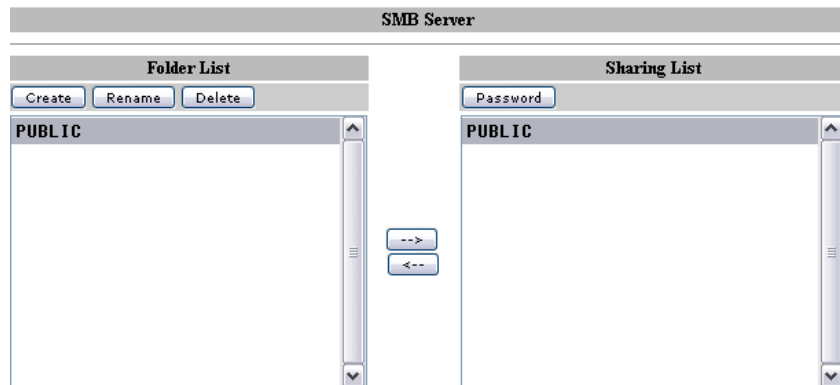 SMB Server
Folder List
Create Rename Delete
PUBLIC
-->
<--
Sharing List
Password
PUBLIC